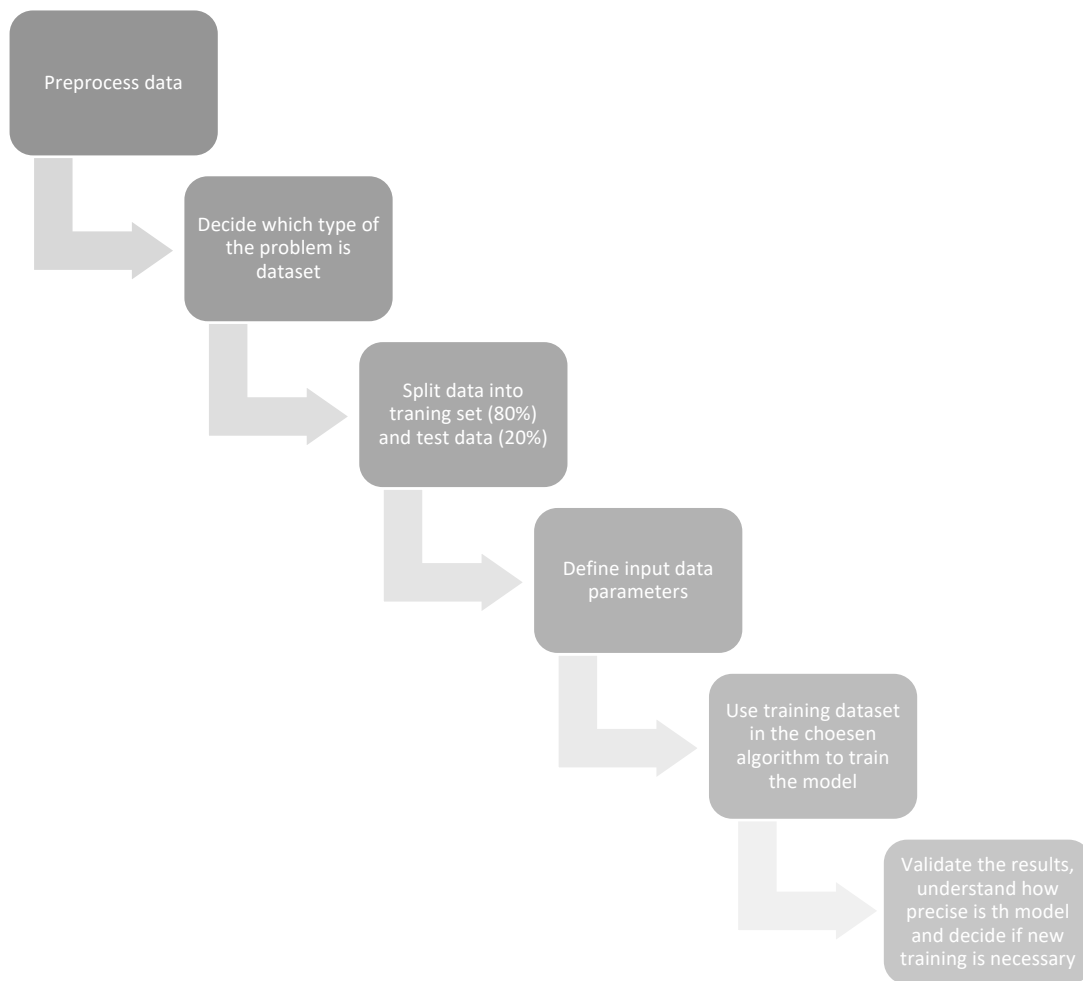 Preprocess data
Decide which type of
the problem is
dataset
Split data into
traning set (80%)
and test data (20%)
Define input data
parameters
Use training dataset
in the choesen
algorithm to train
the model
Validate the results,
understand how
precise is th model
and decide if new
training is necessary